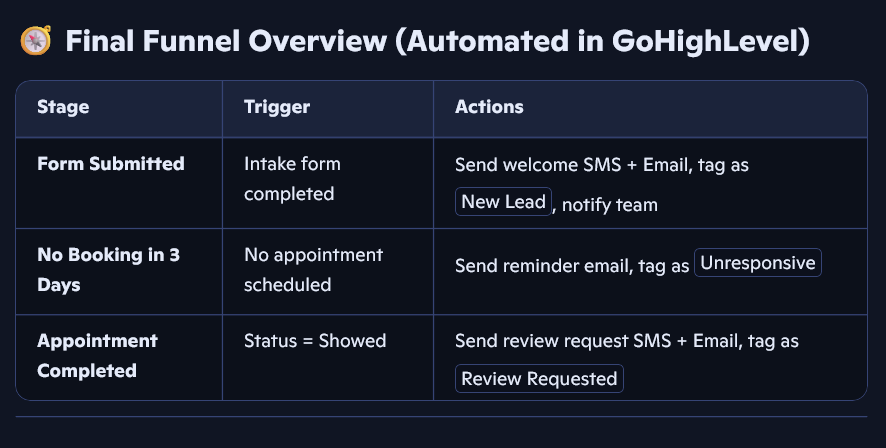 Final Funnel Overview (Automated in GoHighLevel)
Stage Trigger Actions
Form Submitted
Intake form
completed
Send welcome SMS + Email, tag as
New Lead, notify team
No Booking in 3
Days
No appointment
scheduled
Send reminder email, tag as Unresponsive
Appointment
Completed
Status = Showed
Send review request SMS + Email, tag as
Review Requested